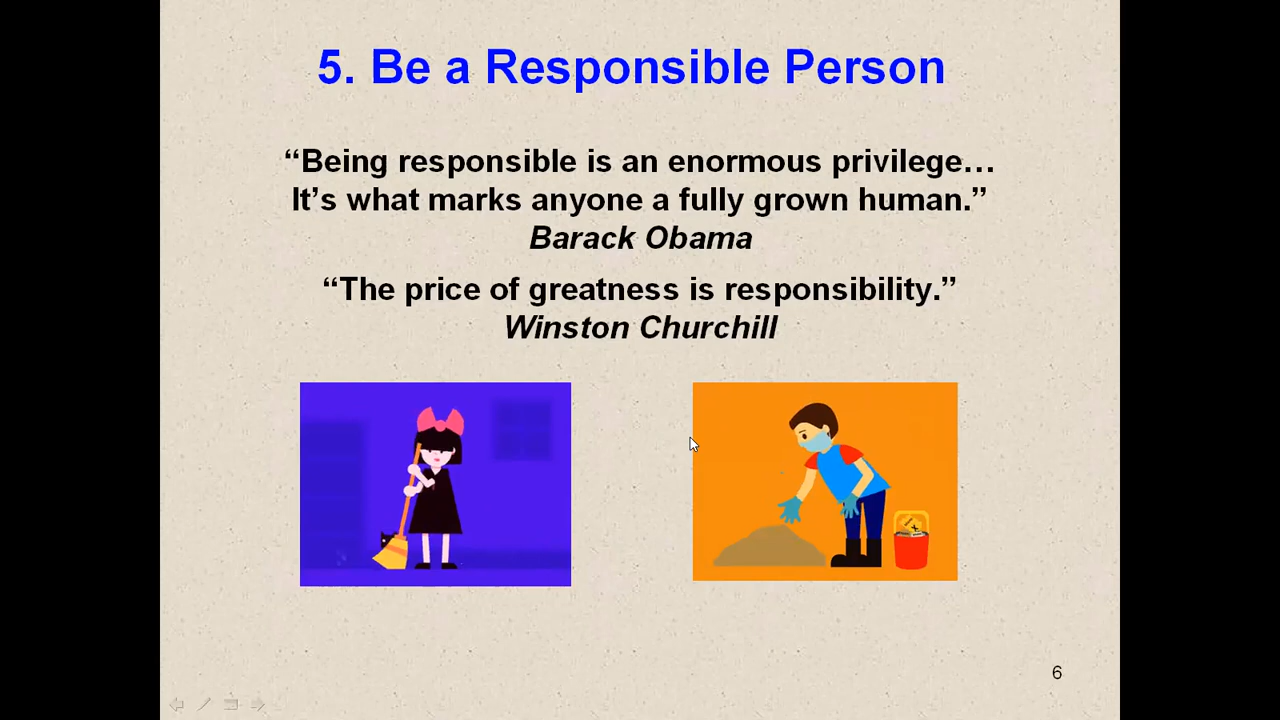 5. Be a Responsible Person
“Being responsible is an enormous privilege…
It’s what marks anyone a fully grown human.”
Barack Obama
“The price of greatness is responsibility.”
Winston Churchill
6